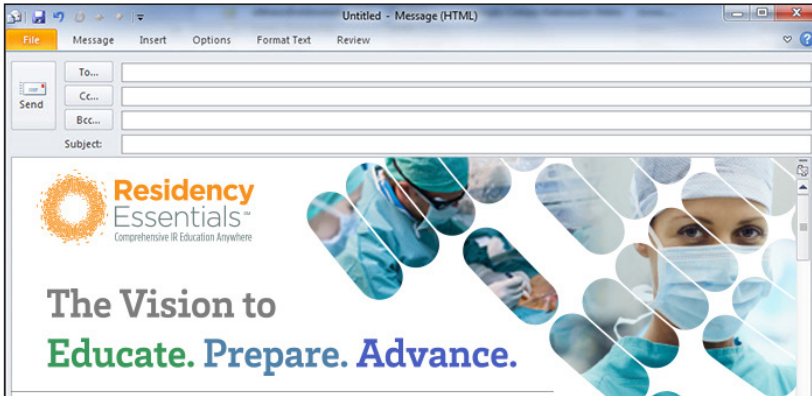 Untitled - Message (HTML)
File Message Insert Options Format Text Review
Send
To...
Cc...
Bcc...
Subject:
Residency
Essentials℠
Comprehensive IR Education Anywhere
The Vision to
Educate. Prepare. Advance.